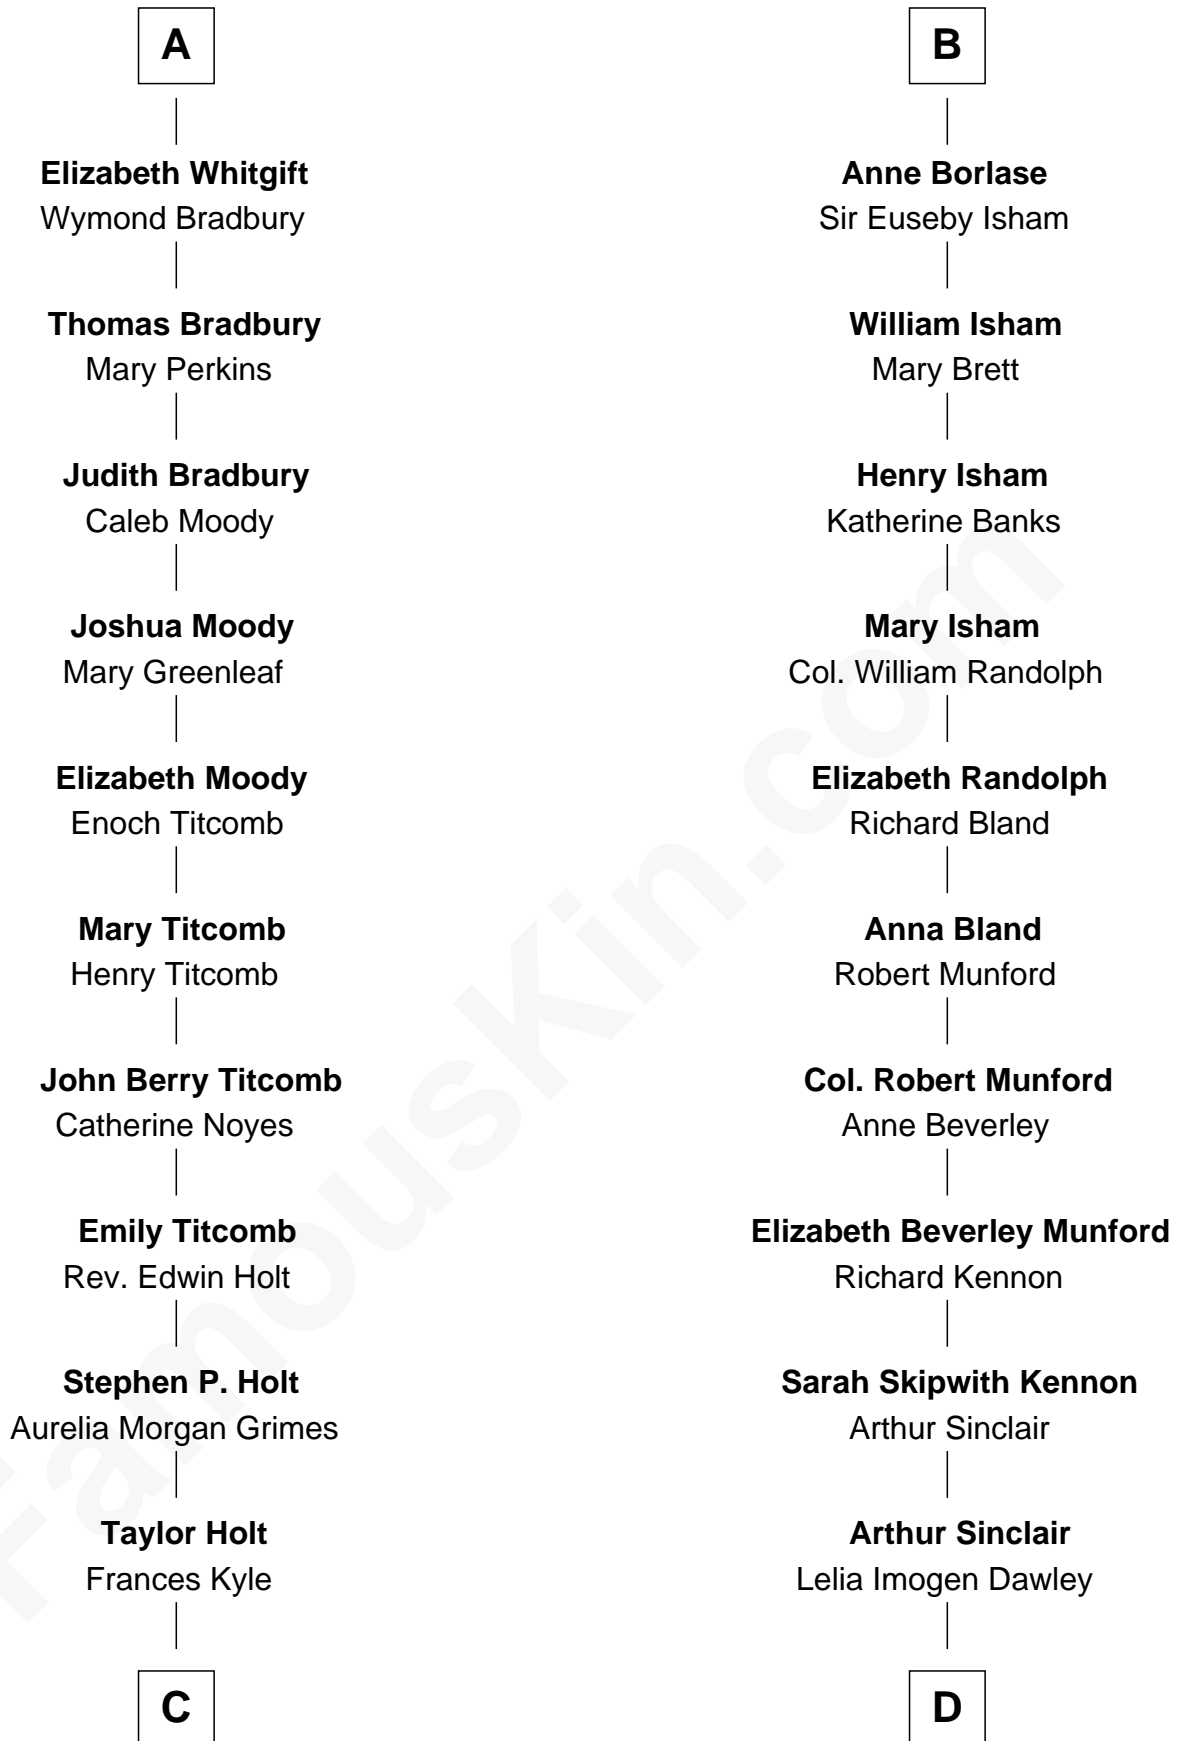 A
Elizabeth Whitgift
Wymond Bradbury
Thomas Bradbury
Mary Perkins
Judith Bradbury
Caleb Moody
Joshua Moody
Mary Greenleaf
Elizabeth Moody
Enoch Titcomb
Mary Titcomb
Henry Titcomb
John Berry Titcomb
Catherine Noyes
Emily Titcomb
Rev. Edwin Holt
Stephen P. Holt
Aurelia Morgan Grimes
Taylor Holt
Frances Kyle
C
B
Anne Borlase
Sir Euseby Isham
William Isham
Mary Brett
Henry Isham
Katherine Banks
Mary Isham
Col. William Randolph
Elizabeth Randolph
Richard Bland
Anna Bland
Robert Munford
Col. Robert Munford
Anne Beverley
Elizabeth Beverley Munford
Richard Kennon
Sarah Skipwith Kennon
Arthur Sinclair
Arthur Sinclair
Lelia Imogen Dawley
D
FamousKin.com